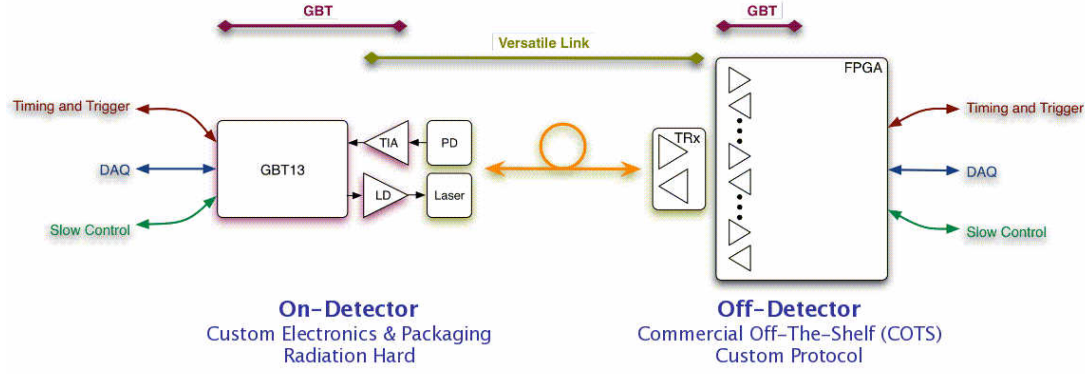 GBT
GBT
Versatile Link
FPGA
Timing and Trigger
Timing and Trigger
TIA
PD
TRx
GBT13
DAQ
DAQ
LD
Laser
Slow Control
Slow Control
On-Detector
Custom Electronics & Packaging
Radiation Hard
Off-Detector
Commercial Off-The-Shelf (COTS)
Custom Protocol